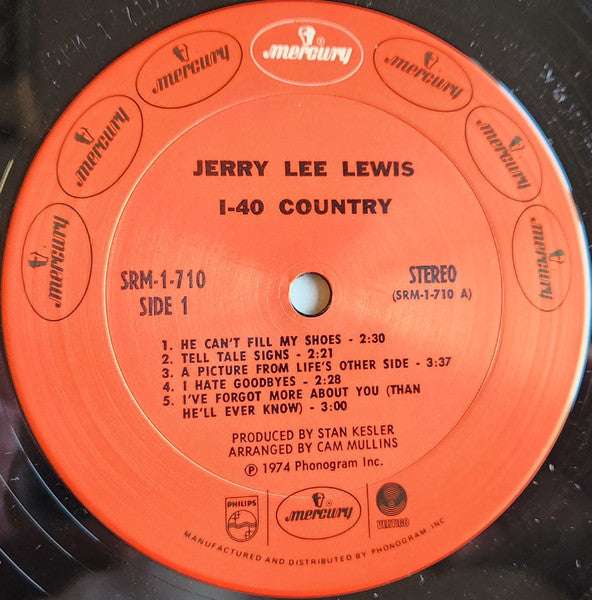 mercury
mercury
mercury
mercury
mercury
mercury
mercury
JERRY LEE LEWIS
I-40 COUNTRY
SRM-1-710
SIDE 1
STEREO
(SRM-1-710 A)
1. HE CAN'T FILL MY SHOES - 2:30
2. TELL TALE SIGNS - 2:21
3. A PICTURE FROM LIFE'S OTHER SIDE - 3:37
4. I HATE GOODBYES - 2:28
5. I'VE FORGOT MORE ABOUT YOU (THAN
HE'LL EVER KNOW) - 3:00
PRODUCED BY STAN KESLER
ARRANGED BY CAM MULLINS
℗ 1974 Phonogram Inc.
PHILIPS
mercury
VERTIGO
MANUFACTURED AND DISTRIBUTED BY PHONOGRAM, INC